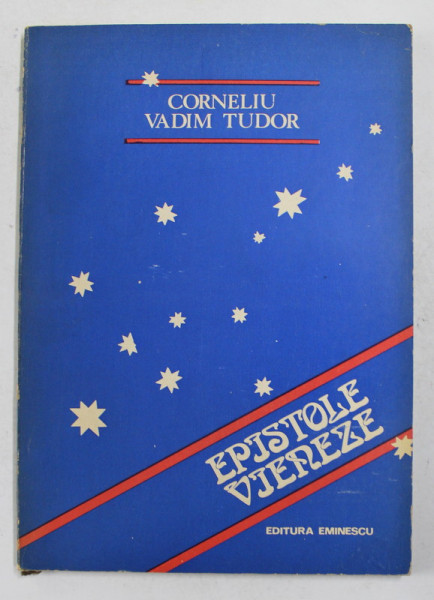 CORNELIU
VADIM TUDOR
EPISTOLE
VIENEZE
EDITURA EMINESCU